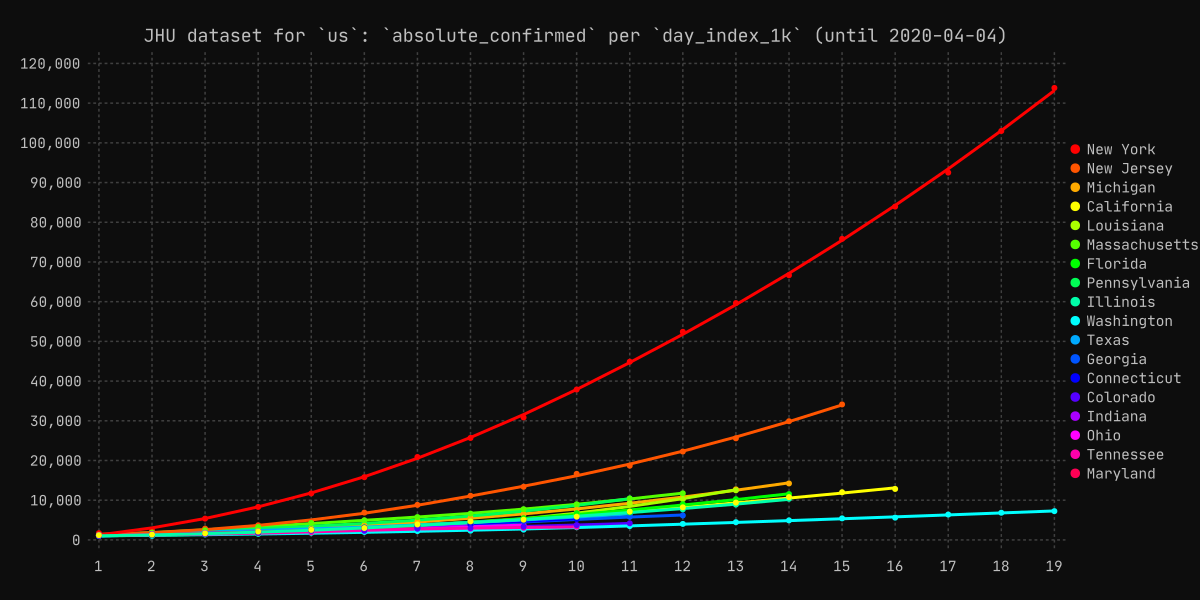 JHU dataset for `us`: `absolute_confirmed` per `day_index_1k` (until 2020-04-04)
120,000
110,000
100,000
90,000
80,000
70,000
60,000
50,000
40,000
30,000
20,000
10,000
0
1 2 3 4 5 6 7 8 9 10 11 12 13 14 15 16 17 18 19
New York
New Jersey
Michigan
California
Louisiana
Massachusetts
Florida
Pennsylvania
Illinois
Washington
Texas
Georgia
Connecticut
Colorado
Indiana
Ohio
Tennessee
Maryland